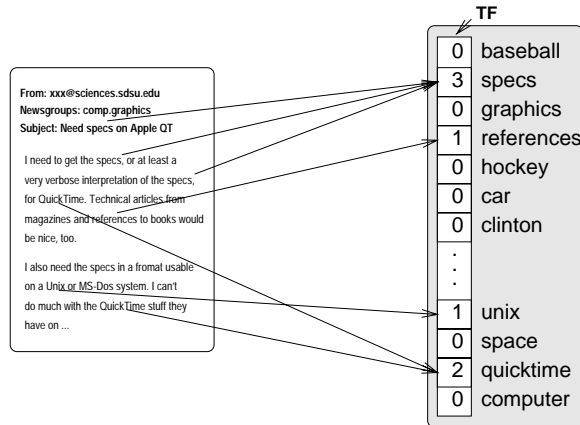 From: xxx@sciences.sdsu.edu
Newsgroups: comp.graphics
Subject: Need specs on Apple QT
I need to get the specs, or at least a
very verbose interpretation of the specs,
for QuickTime. Technical articles from
magazines and references to books would
be nice, too.
I also need the specs in a fromat usable
on a Unix or MS-Dos system. I can't
do much with the QuickTime stuff they
have on ...
TF
0 baseball
3 specs
0 graphics
1 references
0 hockey
0 car
0 clinton
.
.
.
1 unix
0 space
2 quicktime
0 computer